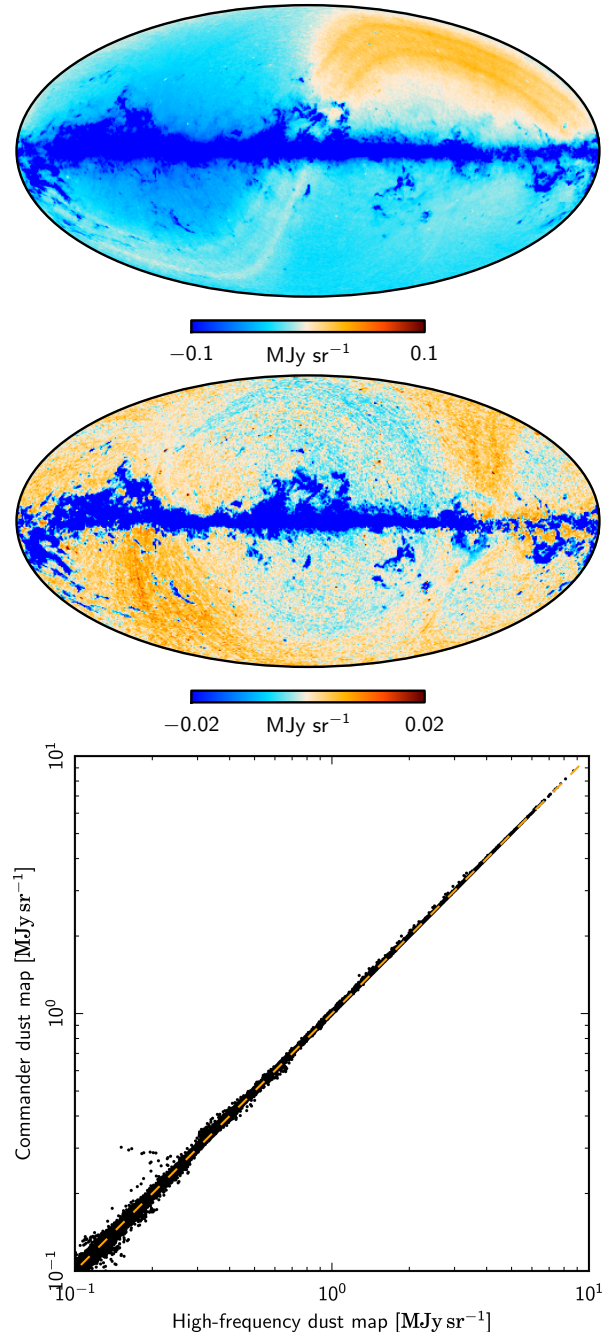 −0.1 MJy sr⁻¹ 0.1
−0.02 MJy sr⁻¹ 0.02
Commander dust map [MJy sr⁻¹]
10¹
10⁰
10⁻¹
10⁻¹ 10⁰ 10¹
High-frequency dust map [MJy sr⁻¹]